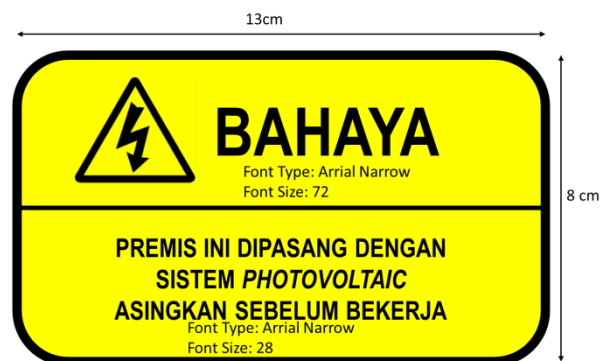 13cm
BAHAYA
Font Type: Arrial Narrow
Font Size: 72
8 cm
PREMIS INI DIPASANG DENGAN
SISTEM PHOTOVOLTAIC
ASINGKAN SEBELUM BEKERJA
Font Type: Arrial Narrow
Font Size: 28